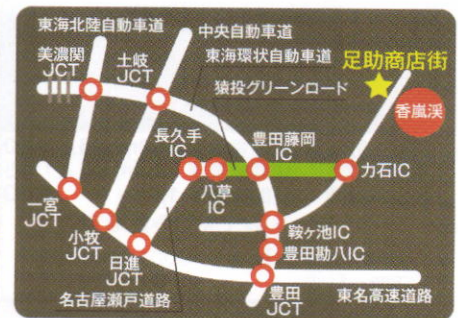 東海北陸自動車道
中央自動車道
美濃関
JCT
土岐
JCT
東海環状自動車道
足助商店街
猿投グリーンロード
香嵐渓
長久手
IC
豊田藤岡
IC
八草
IC
力石IC
一宮
JCT
小牧
JCT
日進
JCT
鞍ヶ池IC
豊田勘八IC
名古屋瀬戸道路
豊田
JCT
東名高速道路